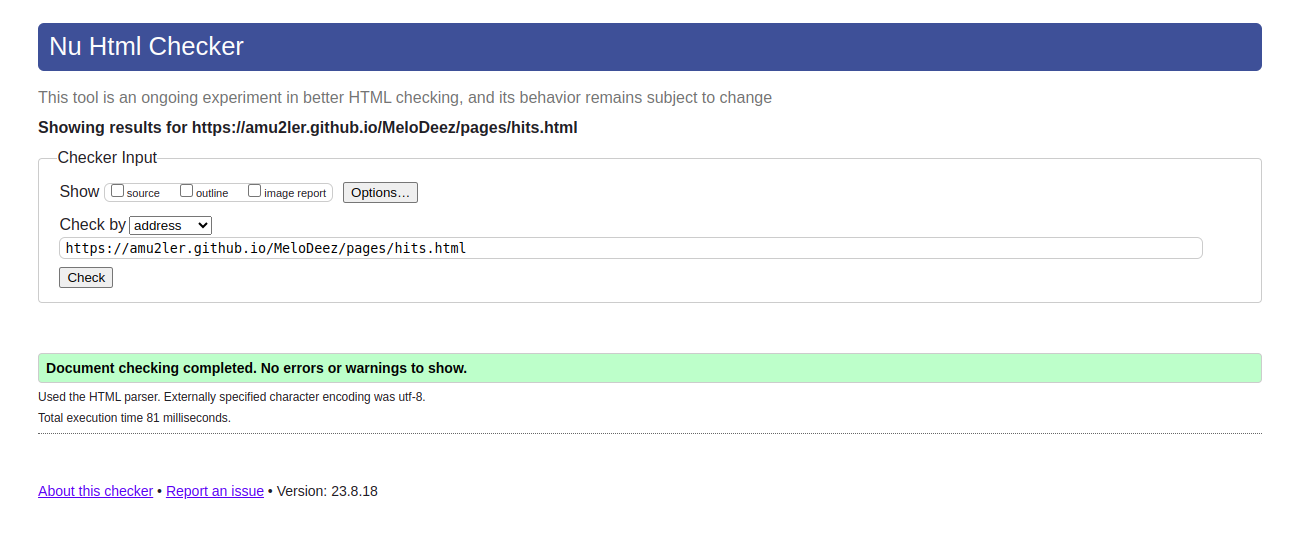 Nu Html Checker
This tool is an ongoing experiment in better HTML checking, and its behavior remains subject to change
Showing results for https://amu2ler.github.io/MeloDeez/pages/hits.html
Checker Input
Show source outline image report Options...
Check by address
https://amu2ler.github.io/MeloDeez/pages/hits.html
Check
Document checking completed. No errors or warnings to show.
Used the HTML parser. Externally specified character encoding was utf-8.
Total execution time 81 milliseconds.
About this checker • Report an issue • Version: 23.8.18